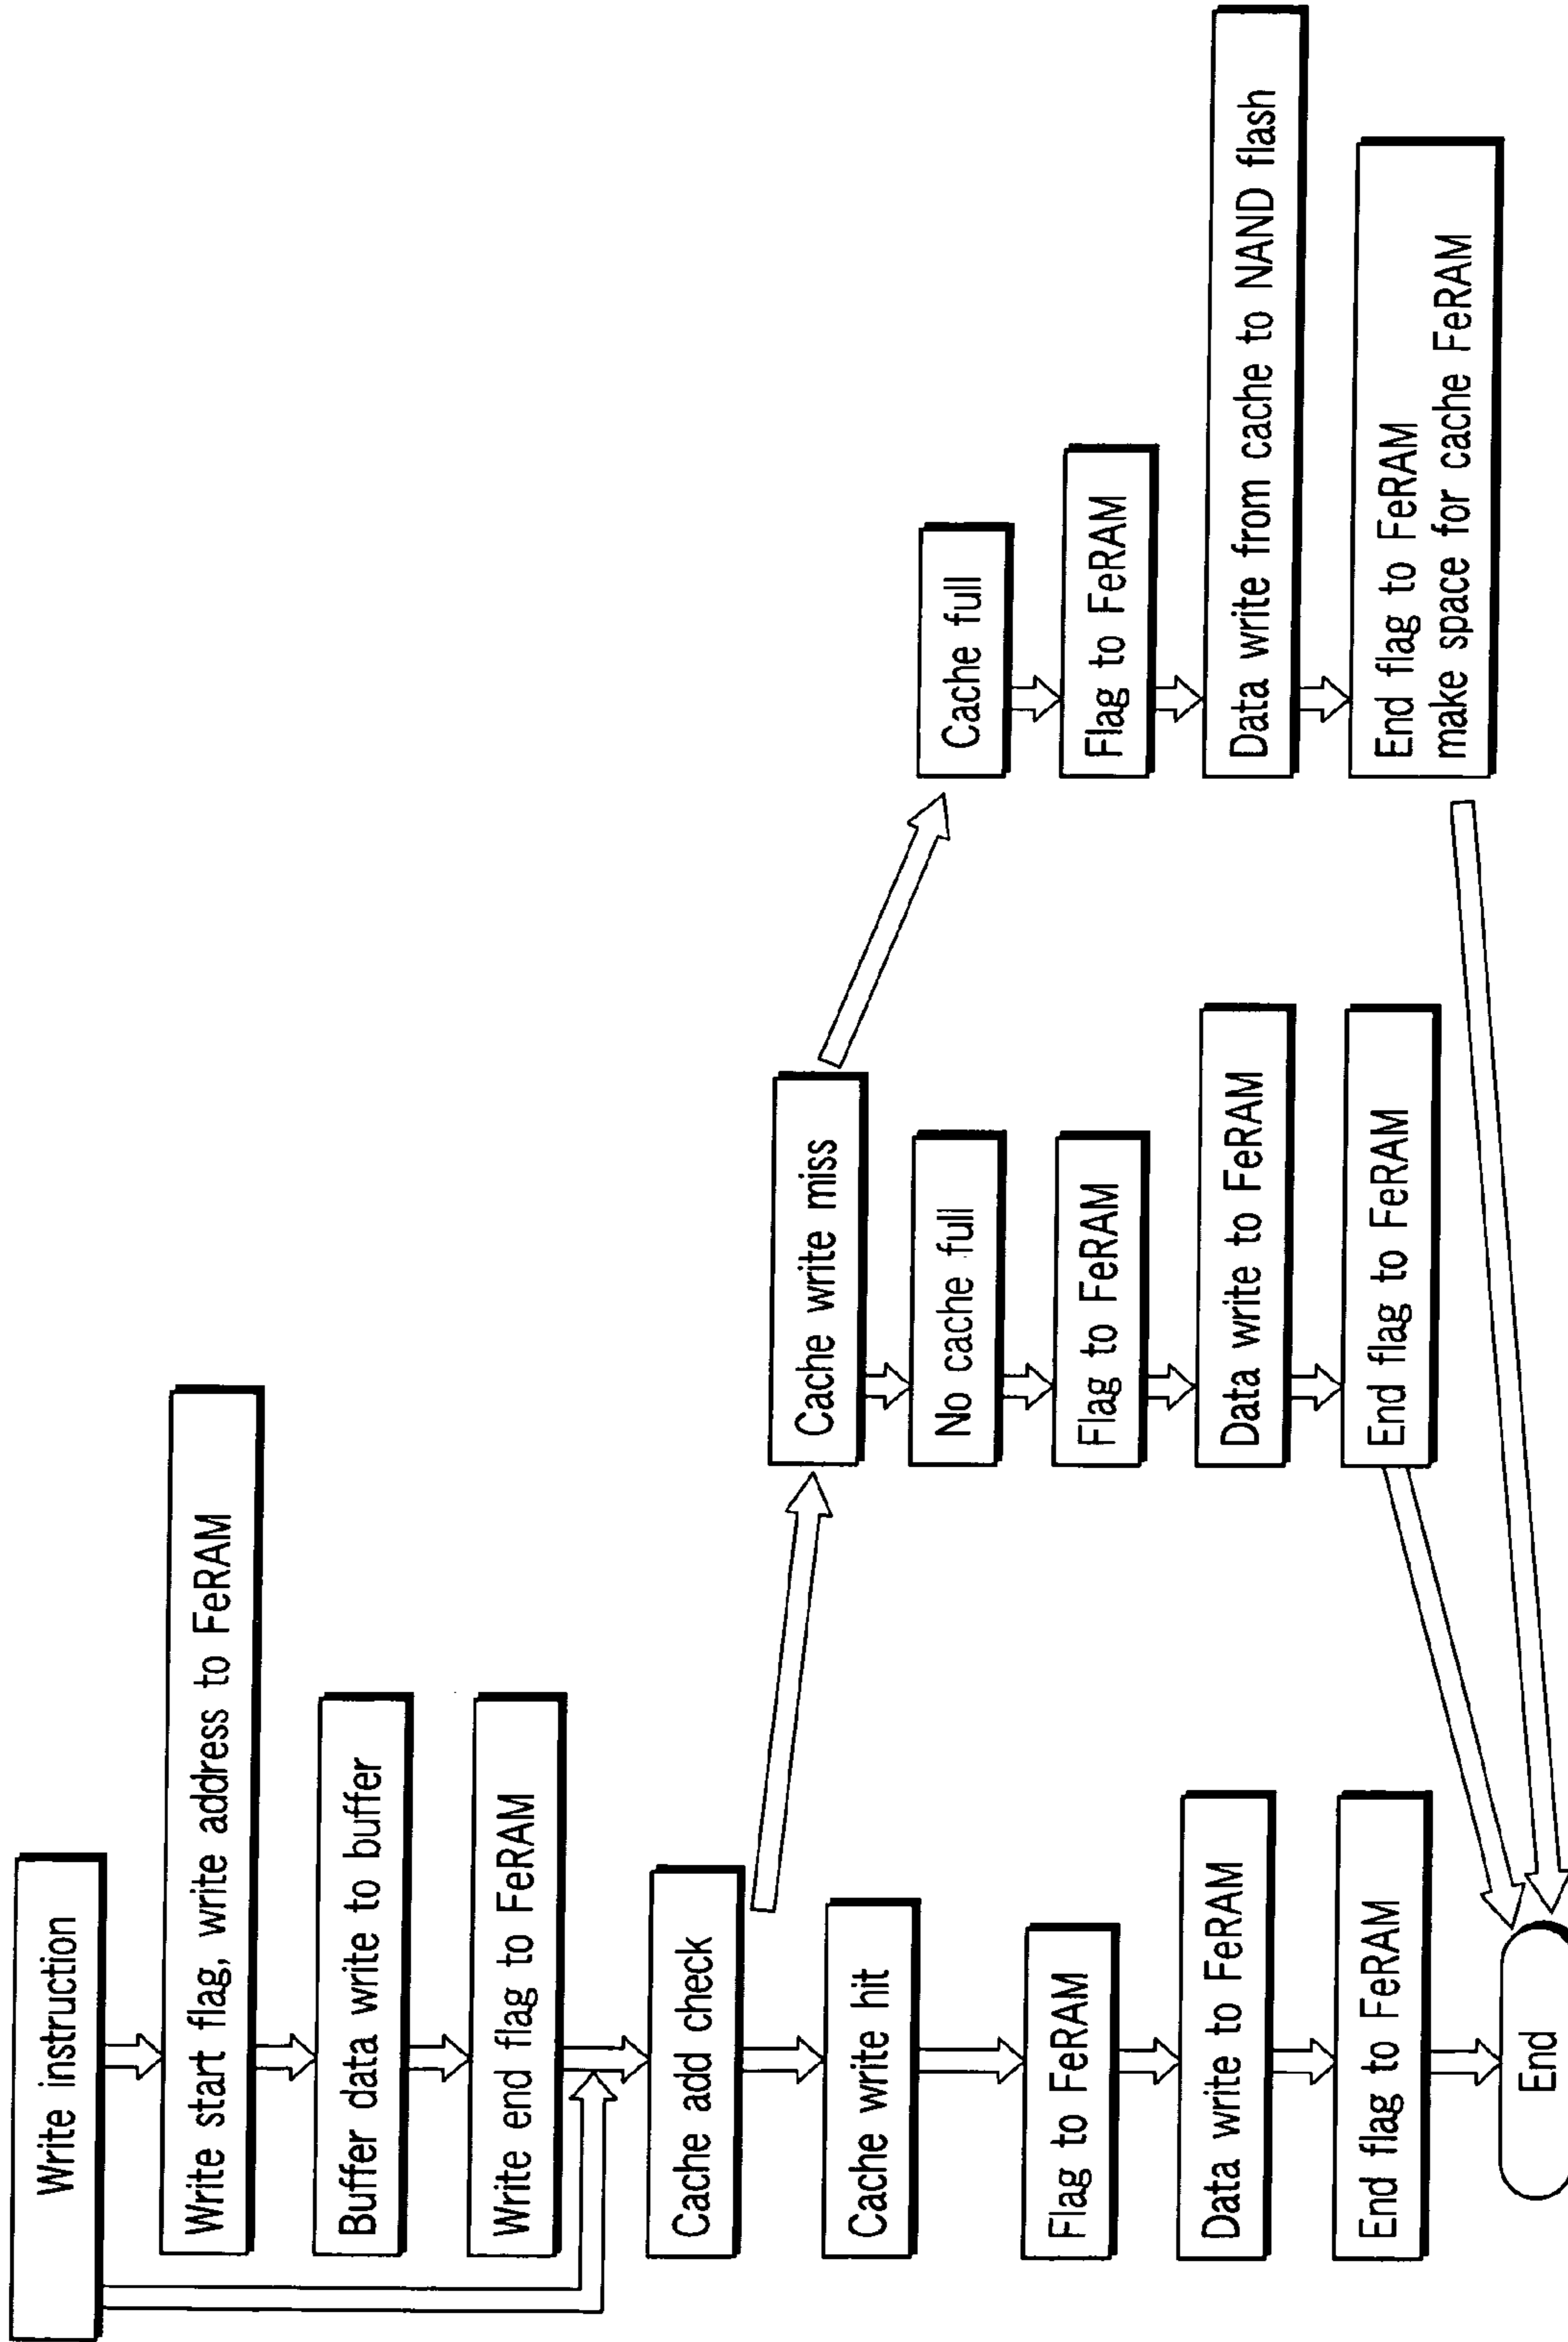 Write instruction
Write start flag, write address to FeRAM
Buffer data write to buffer
Write end flag to FeRAM
Cache add check
Cache write hit
Flag to FeRAM
Data write to FeRAM
End flag to FeRAM
End
Cache write miss
No cache full
Flag to FeRAM
Data write to FeRAM
End flag to FeRAM
Cache full
Flag to FeRAM
Data write from cache to NAND flash
End flag to FeRAM
make space for cache FeRAM